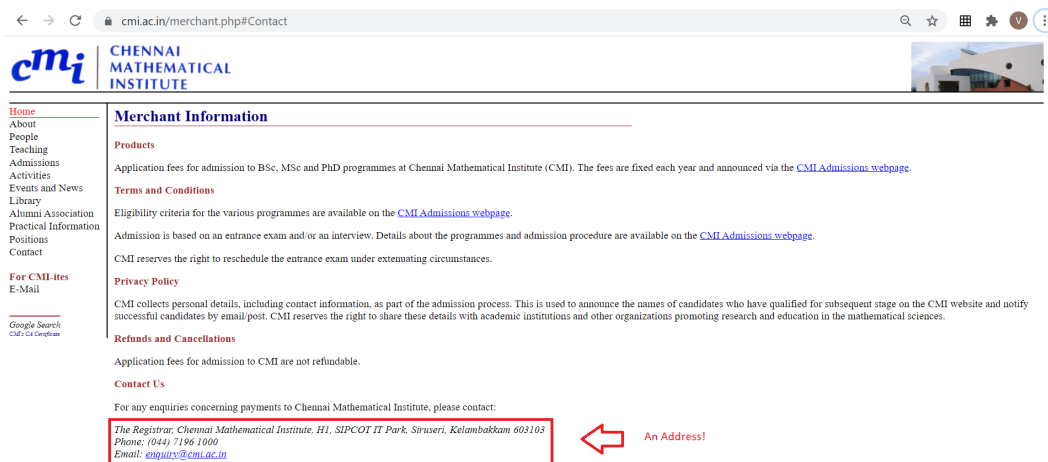 cmi.ac.in/merchant.php#Contact
V
cmi
CHENNAI
MATHEMATICAL
INSTITUTE
Home
About
People
Teaching
Admissions
Activities
Events and News
Library
Alumni Association
Practical Information
Positions
Contact
For CMI-ites
E-Mail
Google Search
CMI's CA Certificate
Merchant Information
Products
Application fees for admission to BSc, MSc and PhD programmes at Chennai Mathematical Institute (CMI). The fees are fixed each year and announced via the CMI Admissions webpage.
Terms and Conditions
Eligibility criteria for the various programmes are available on the CMI Admissions webpage.
Admission is based on an entrance exam and/or an interview. Details about the programmes and admission procedure are available on the CMI Admissions webpage.
CMI reserves the right to reschedule the entrance exam under extenuating circumstances.
Privacy Policy
CMI collects personal details, including contact information, as part of the admission process. This is used to announce the names of candidates who have qualified for subsequent stage on the CMI website and notify
successful candidates by email/post. CMI reserves the right to share these details with academic institutions and other organizations promoting research and education in the mathematical sciences.
Refunds and Cancellations
Application fees for admission to CMI are not refundable.
Contact Us
For any enquiries concerning payments to Chennai Mathematical Institute, please contact:
The Registrar, Chennai Mathematical Institute, H1, SIPCOT IT Park, Siruseri, Kelambakkam 603103
Phone: (044) 7196 1000
Email: enquiry@cmi.ac.in
An Address!